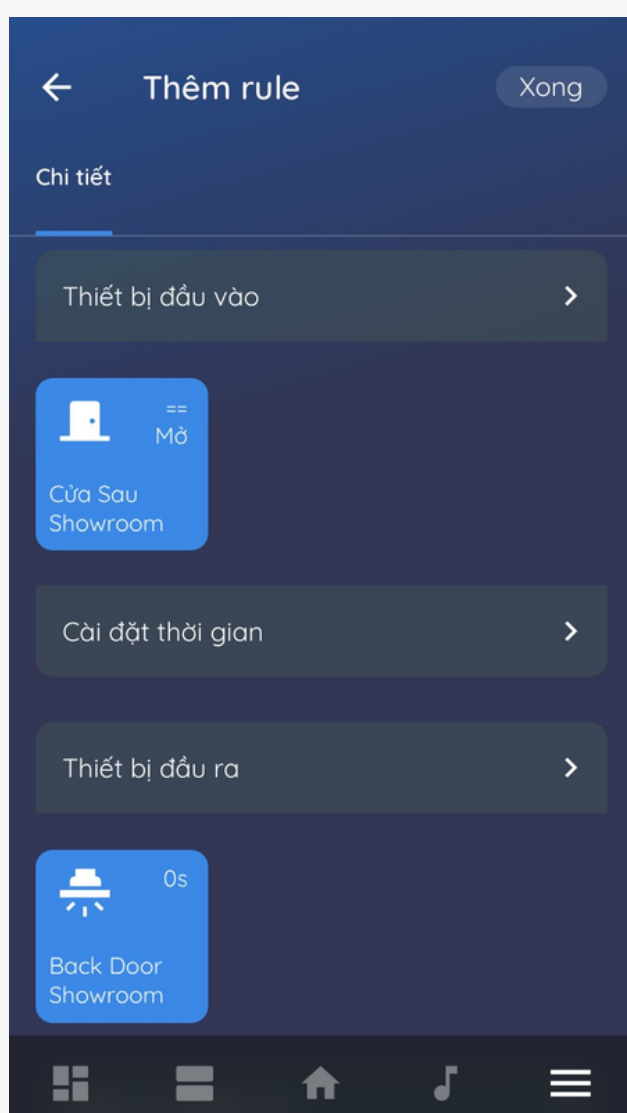 Thêm rule
Xong
Chi tiết
Thiết bị đầu vào
==
Mở
Cửa Sau
Showroom
Cài đặt thời gian
Thiết bị đầu ra
0s
Back Door
Showroom